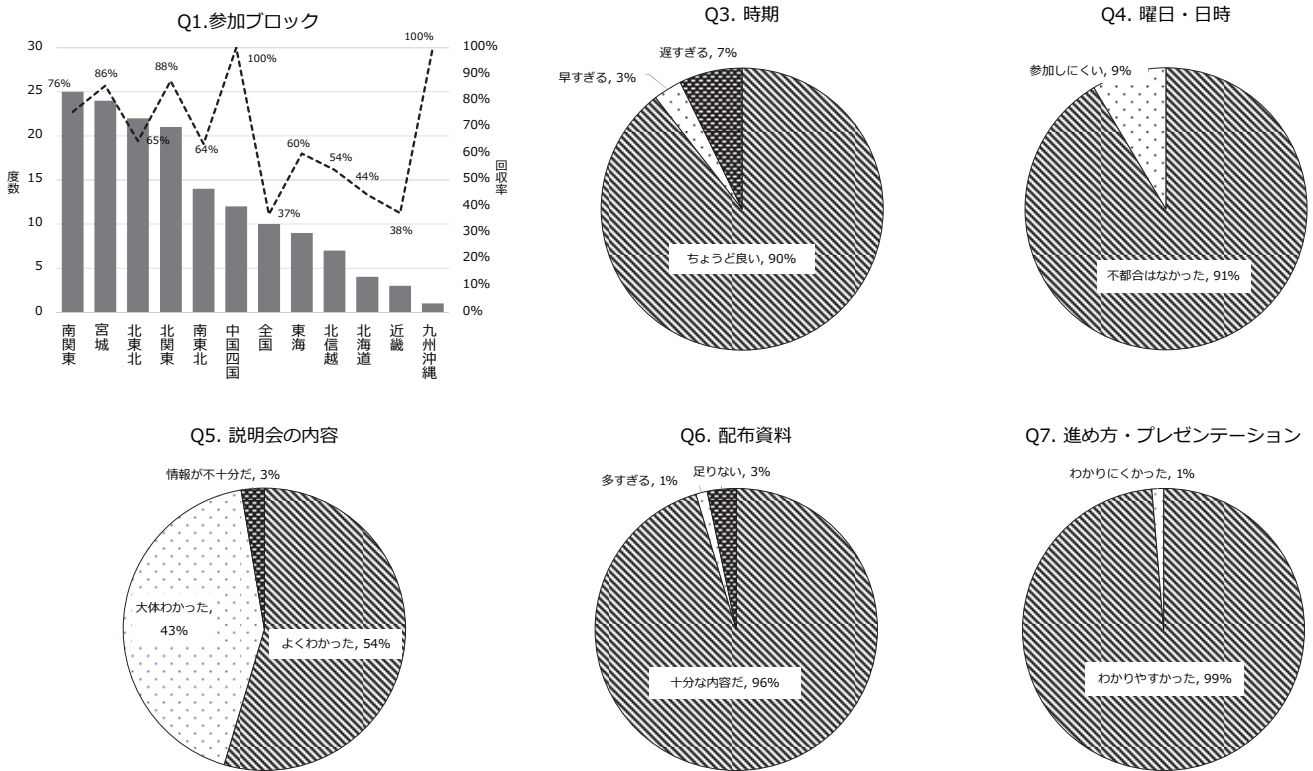 Q1.参加ブロック
30
25
20
15
10
5
0
度数
100%
90%
80%
70%
60%
50%
40%
30%
20%
10%
0%
回収率
76%
86%
65%
88%
64%
100%
37%
60%
54%
44%
38%
100%
南関東
宮城
北東北
北関東
南東北
中国四国
全国
東海
北信越
北海道
近畿
九州沖縄
Q3. 時期
遅すぎる, 7%
早すぎる, 3%
ちょうど良い, 90%
Q4. 曜日・日時
参加しにくい, 9%
不都合はなかった, 91%
Q5. 説明会の内容
情報が不十分だ, 3%
大体わかった,
43%
よくわかった, 54%
Q6. 配布資料
多すぎる, 1%
足りない, 3%
十分な内容だ, 96%
Q7. 進め方・プレゼンテーション
わかりにくかった, 1%
わかりやすかった, 99%